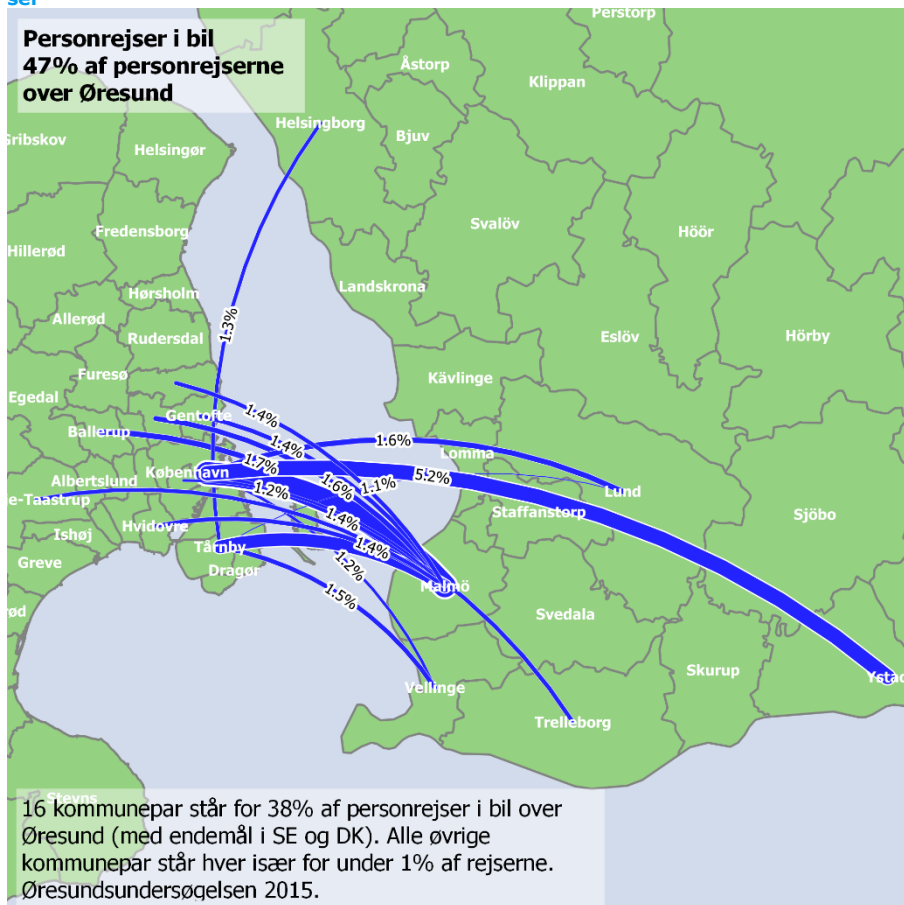 ser
Personrejser i bil
47% af personrejserne
over Øresund
Perstorp
Åstorp
Klippan
Helsingborg
Bjuv
Gribskov
Helsingør
Svalöv
Höör
Fredensborg
Hillerød
Landskrona
Hørsholm
Allerød
Rudersdal
1.3%
Eslöv
Hörby
Furesø
Kävlinge
Egedal
1.4%
Gentofte
Ballerup
1.4%
1.6%
Lomma
1.7%
København
5.2%
Albertslund
1.2%
1.6%
1.1%
Lund
e-Taastrup
Staffanstorp
Sjöbo
Hvidovre
1.4%
Ishøj
Tårnby
1.4%
Greve
Dragør
1.2%
Malmö
1.5%
Svedala
Skurup
Ystad
Vellinge
Trelleborg
Stevns
16 kommunepar står for 38% af personrejser i bil over
Øresund (med endemål i SE og DK). Alle øvrige
kommunepar står hver især for under 1% af rejserne.
Øresundsundersøgelsen 2015.